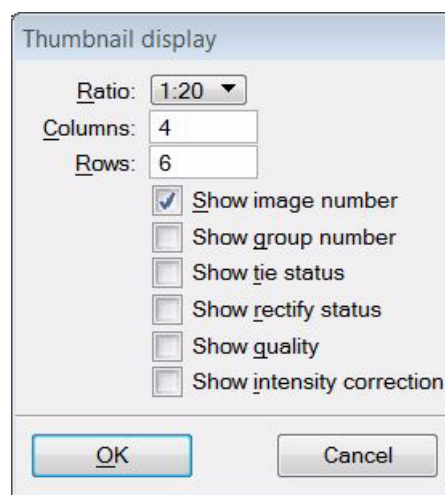 Thumbnail display
Ratio: 1:20
Columns: 4
Rows: 6
Show image number
Show group number
Show tie status
Show rectify status
Show quality
Show intensity correction
OK Cancel